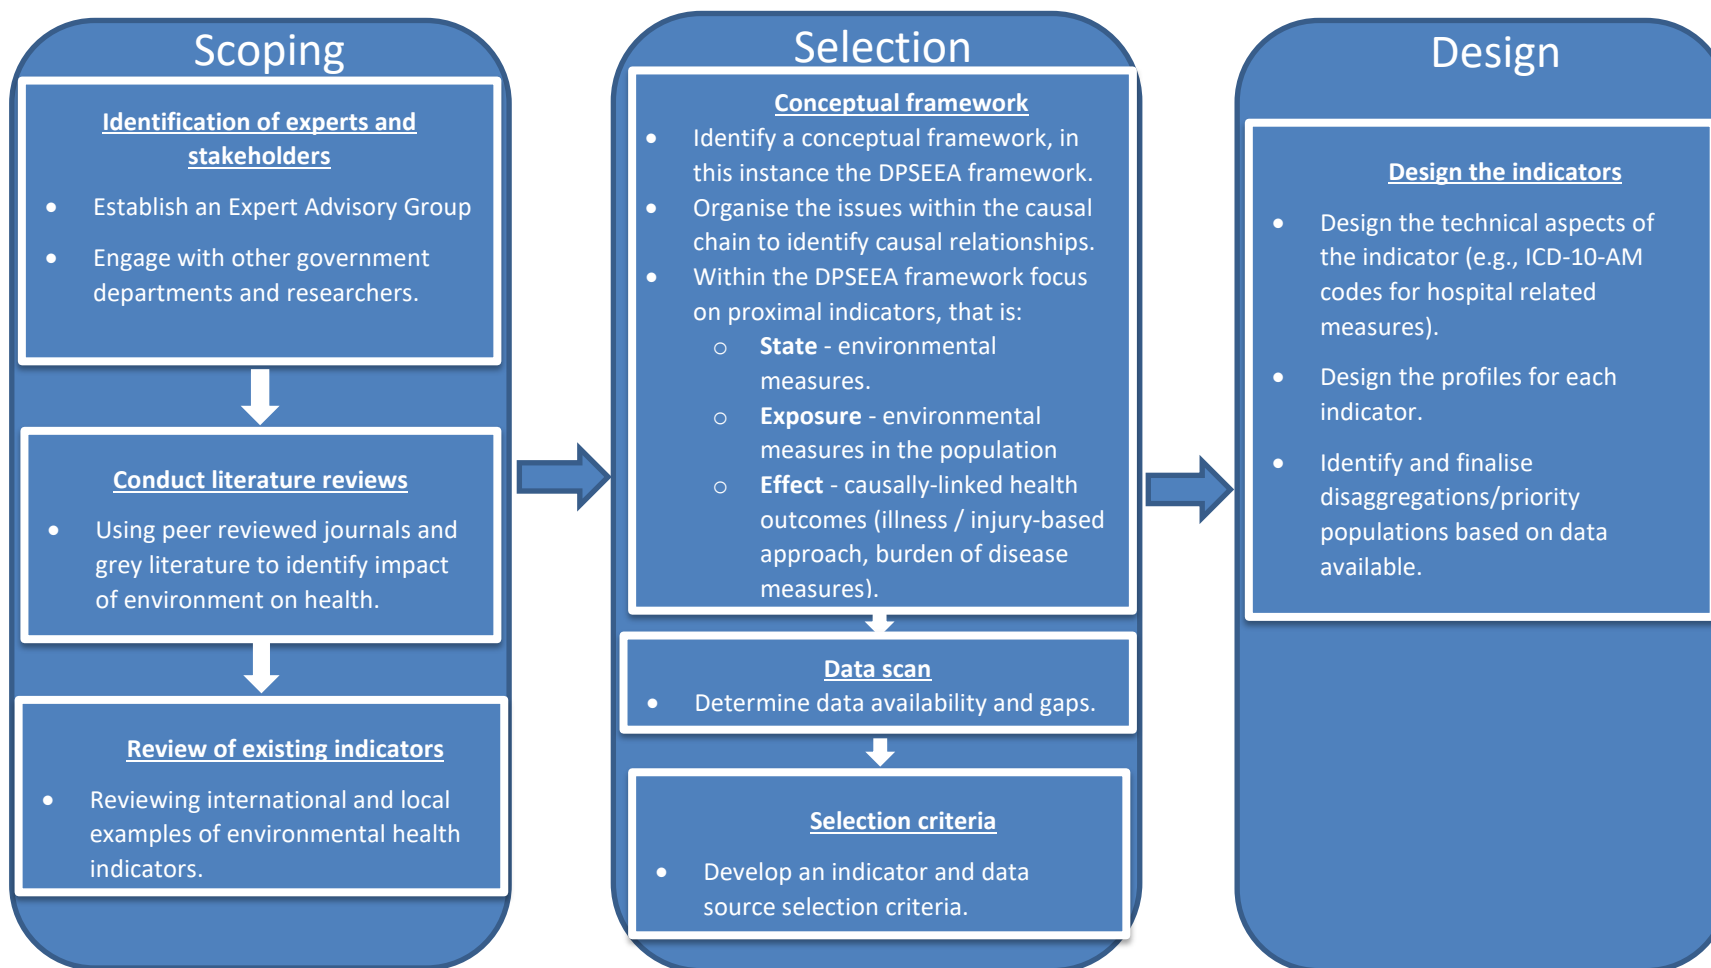 Scoping
Identification of experts and
stakeholders
• Establish an Expert Advisory Group
• Engage with other government
departments and researchers.
Conduct literature reviews
• Using peer reviewed journals and
grey literature to identify impact
of environment on health.
Review of existing indicators
• Reviewing international and local
examples of environmental health
indicators.
Selection
Conceptual framework
• Identify a conceptual framework, in
this instance the DPSEEA framework.
• Organise the issues within the causal
chain to identify causal relationships.
• Within the DPSEEA framework focus
on proximal indicators, that is:
o State - environmental
measures.
o Exposure - environmental
measures in the population
o Effect - causally-linked health
outcomes (illness / injury-based
approach, burden of disease
measures).
Data scan
• Determine data availability and gaps.
Selection criteria
• Develop an indicator and data
source selection criteria.
Design
Design the indicators
• Design the technical aspects of
the indicator (e.g., ICD-10-AM
codes for hospital related
measures).
• Design the profiles for each
indicator.
• Identify and finalise
disaggregations/priority
populations based on data
available.